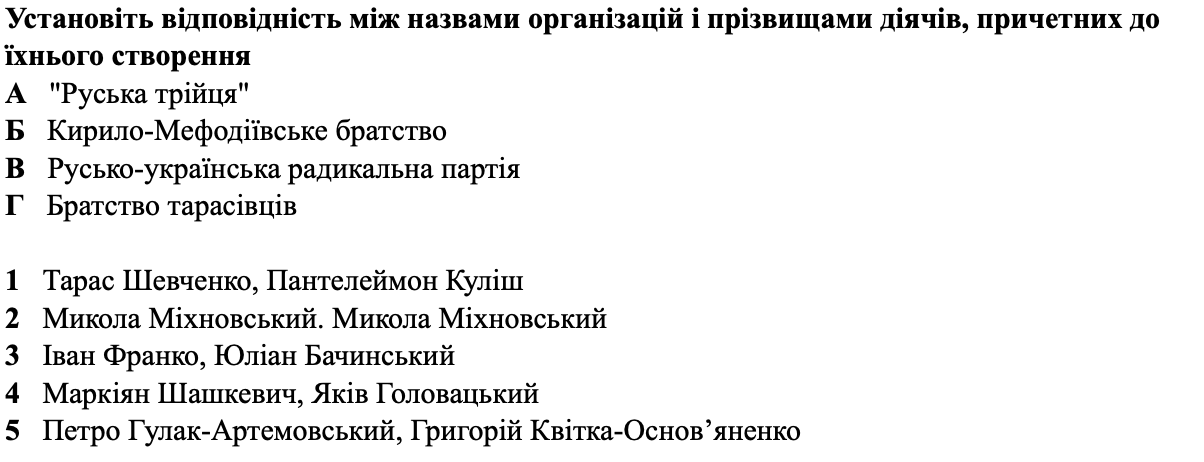 Установіть відповідність між назвами організацій і прізвищами діячів, причетних до
їхнього створення
А "Руська трійця"
Б Кирило-Мефодіївське братство
В Русько-українська радикальна партія
Г Братство тарасівців
1 Тарас Шевченко, Пантелеймон Куліш
2 Микола Міхновський. Микола Міхновський
3 Іван Франко, Юліан Бачинський
4 Маркіян Шашкевич, Яків Головацький
5 Петро Гулак-Артемовський, Григорій Квітка-Основ’яненко